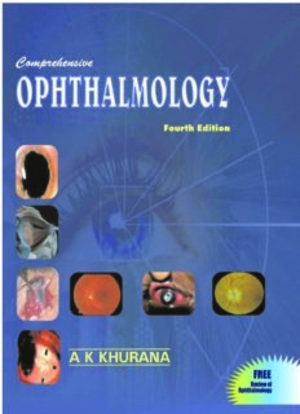 Comprehensive
OPHTHALMOLOGY
Fourth Edition
A K KHURANA
FREE
Review of
Ophthalmology